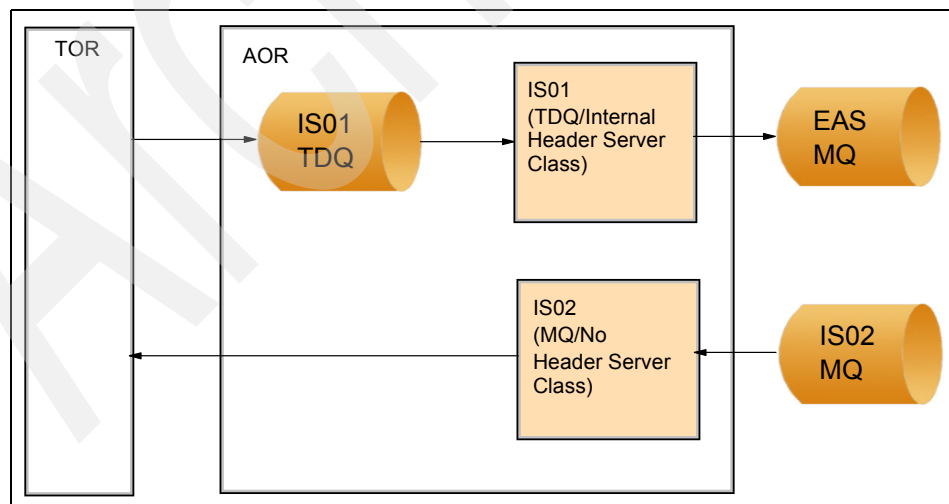 TOR
AOR
IS01
TDQ
IS01
(TDQ/Internal
Header Server
Class)
EAS
MQ
IS02
(MQ/No
Header Server
Class)
IS02
MQ